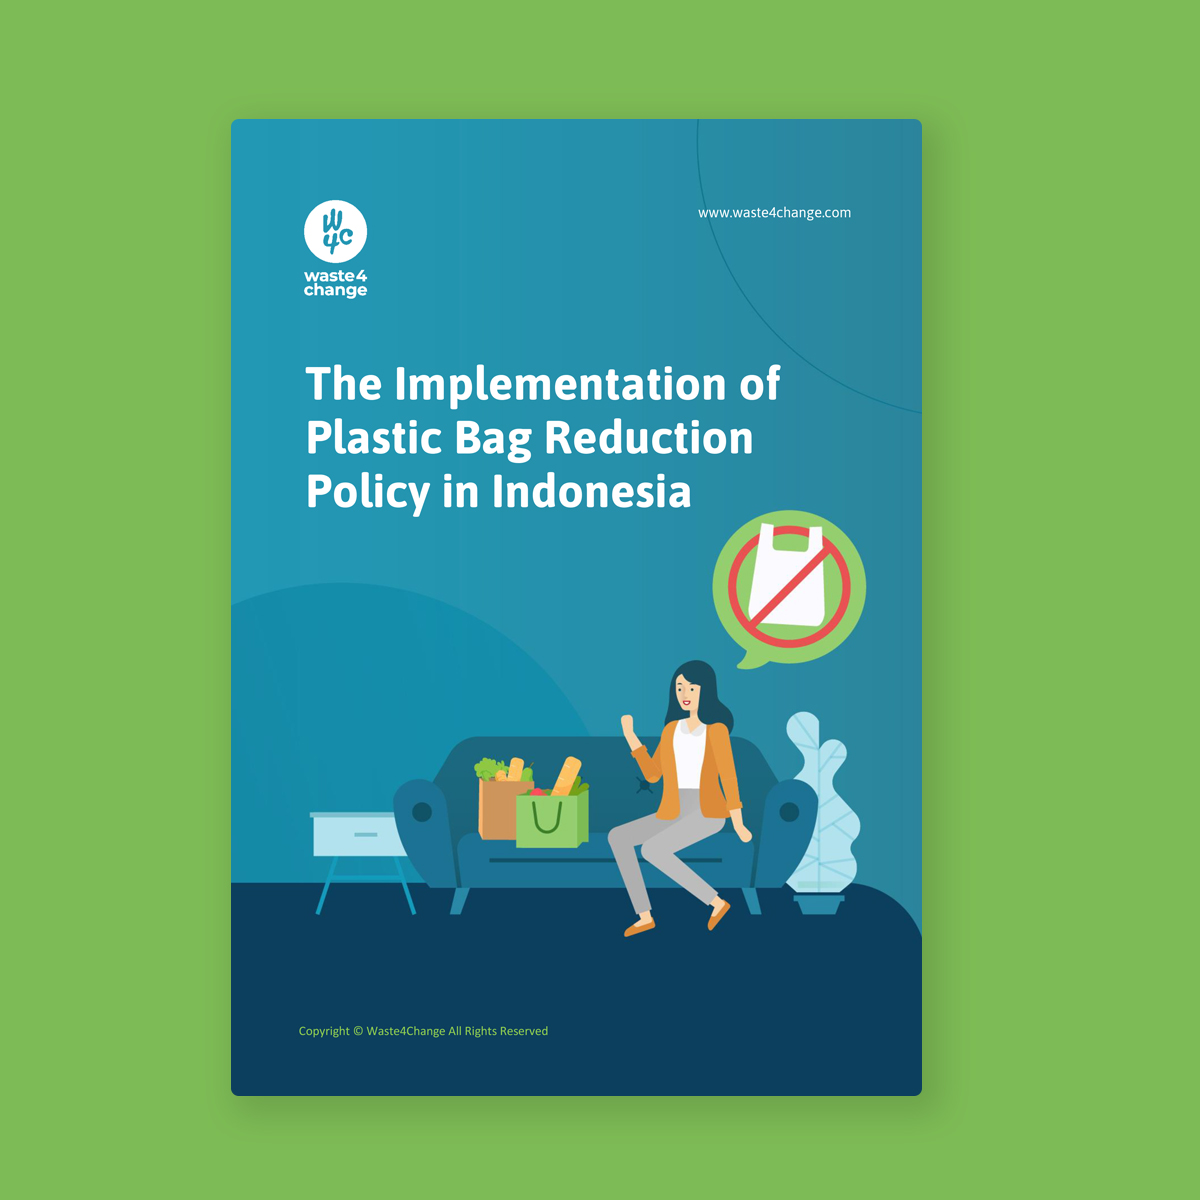 W4C
waste4
change
www.waste4change.com
The Implementation of
Plastic Bag Reduction
Policy in Indonesia
Copyright © Waste4Change All Rights Reserved